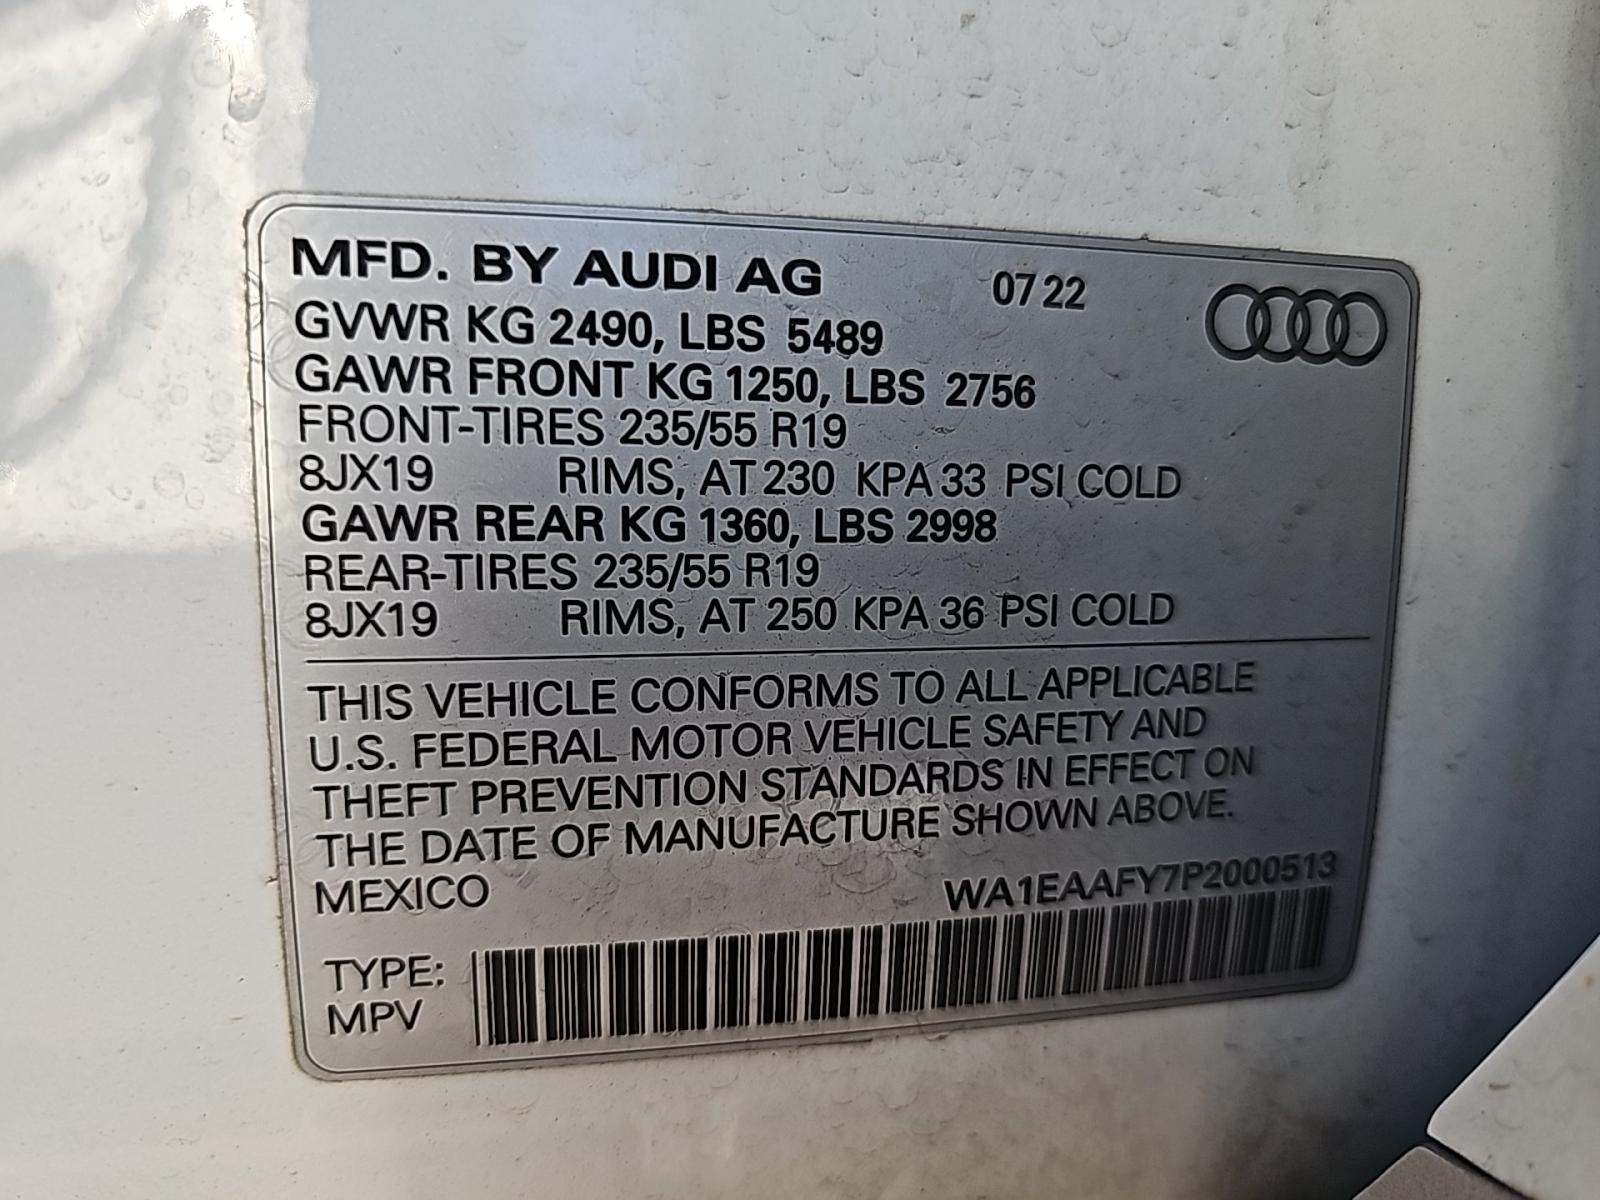 MFD. BY AUDI AG 07 22
GVWR KG 2490, LBS 5489
GAWR FRONT KG 1250, LBS 2756
FRONT-TIRES 235/55 R19
8JX19 RIMS, AT 230 KPA 33 PSI COLD
GAWR REAR KG 1360, LBS 2998
REAR-TIRES 235/55 R19
8JX19 RIMS, AT 250 KPA 36 PSI COLD
THIS VEHICLE CONFORMS TO ALL APPLICABLE
U.S. FEDERAL MOTOR VEHICLE SAFETY AND
THEFT PREVENTION STANDARDS IN EFFECT ON
THE DATE OF MANUFACTURE SHOWN ABOVE.
MEXICO WA1EAAFY7P2000513
TYPE:
MPV